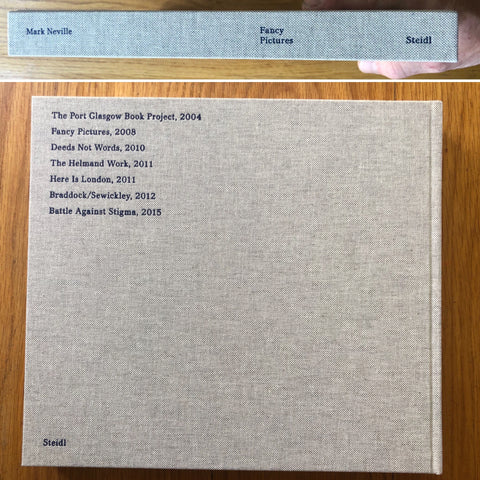 Mark Neville
Fancy
Pictures
Steidl
The Port Glasgow Book Project, 2004
Fancy Pictures, 2008
Deeds Not Words, 2010
The Helmand Work, 2011
Here Is London, 2011
Braddock/Sewickley, 2012
Battle Against Stigma, 2015
Steidl